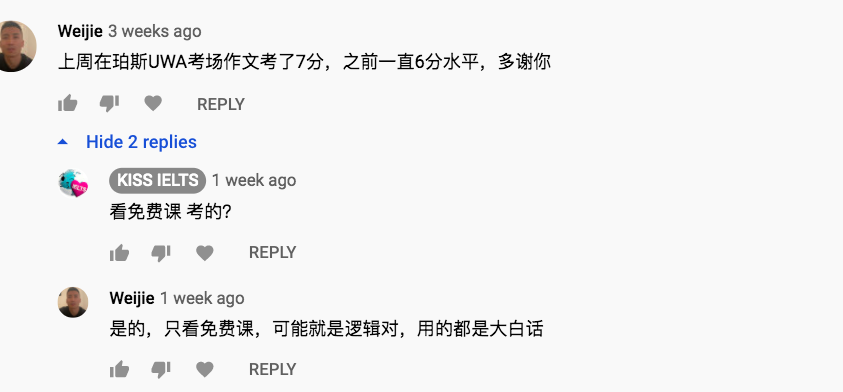 Weijie 3 weeks ago
上周在珀斯UWA考场作文考了7分，之前一直6分水平，多谢你
REPLY
Hide 2 replies
KISS IELTS 1 week ago
看免费课 考的?
REPLY
Weijie 1 week ago
是的，只看免费课，可能就是逻辑对，用的都是大白话
REPLY